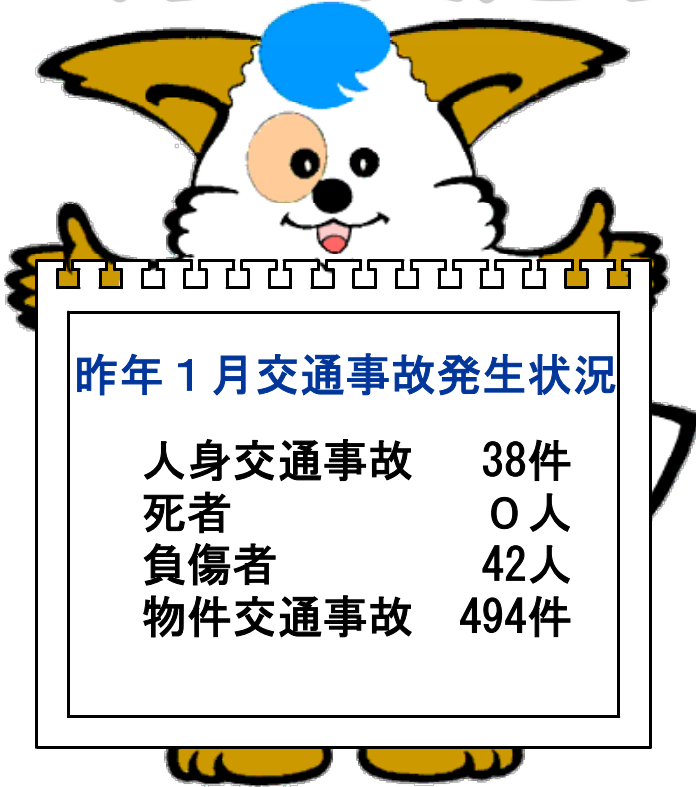 昨年１月交通事故発生状況
人身交通事故　38件
死者　０人
負傷者　42人
物件交通事故　494件